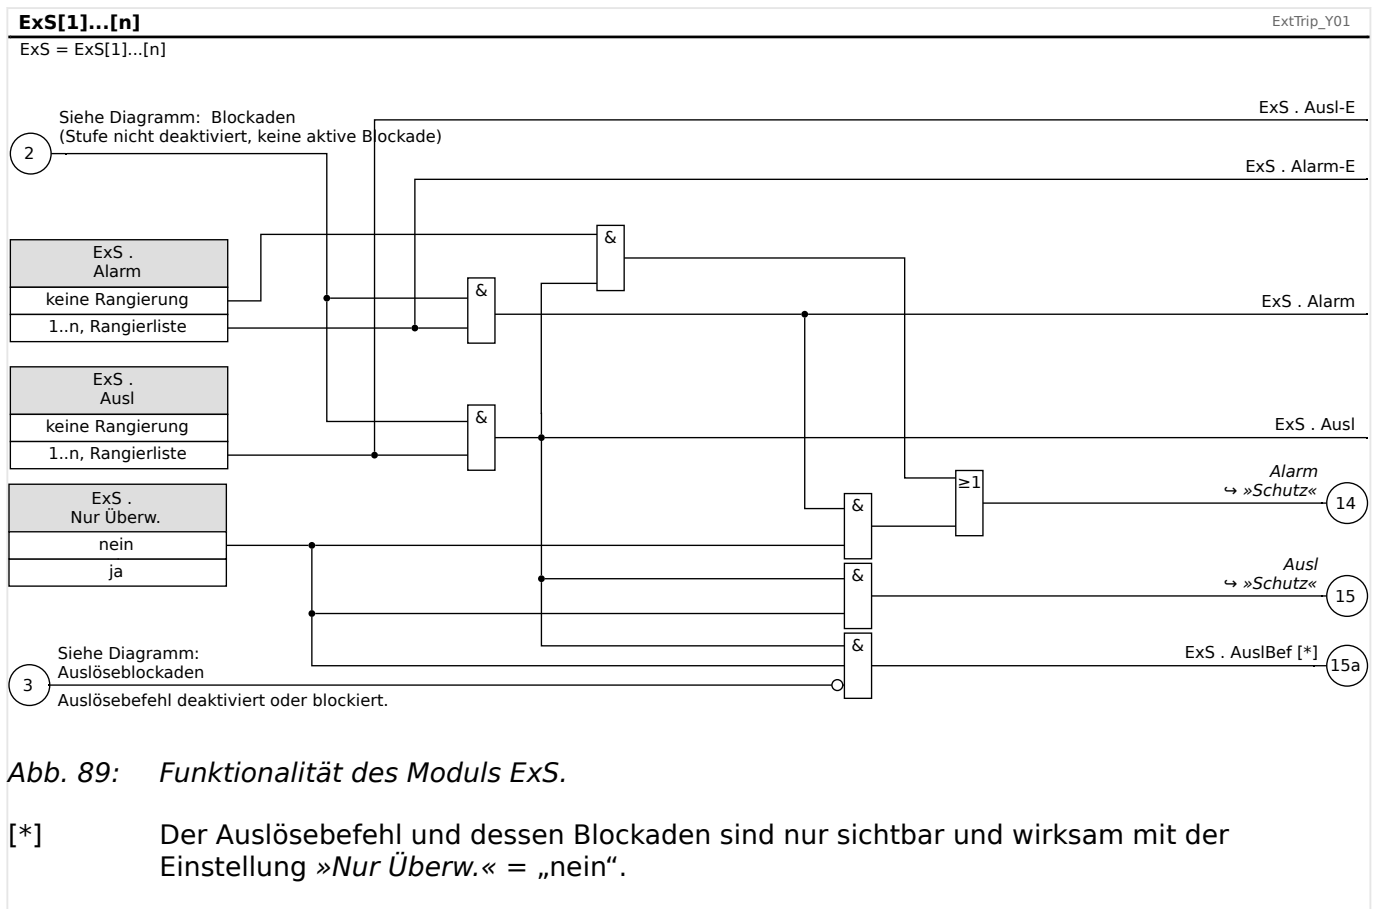 ExS[1]...[n]
ExtTrip_Y01
ExS = ExS[1]...[n]
Siehe Diagramm:  Blockaden
(Stufe nicht deaktiviert, keine aktive Blockade)
2
ExS . Ausl-E
ExS . Alarm-E
ExS .
Alarm
keine Rangierung
1..n, Rangierliste
&
&
ExS . Alarm
ExS .
Ausl
keine Rangierung
1..n, Rangierliste
&
ExS . Ausl
ExS .
Nur Überw.
nein
ja
&
≥1
Alarm
↪ »Schutz«
14
&
Ausl
↪ »Schutz«
15
Siehe Diagramm:
Auslöseblockaden
3
Auslösebefehl deaktiviert oder blockiert.
&
ExS . AuslBef [*]
15a
Abb. 89: Funktionalität des Moduls ExS.
[*] Der Auslösebefehl und dessen Blockaden sind nur sichtbar und wirksam mit der
Einstellung »Nur Überw.« = „nein“.